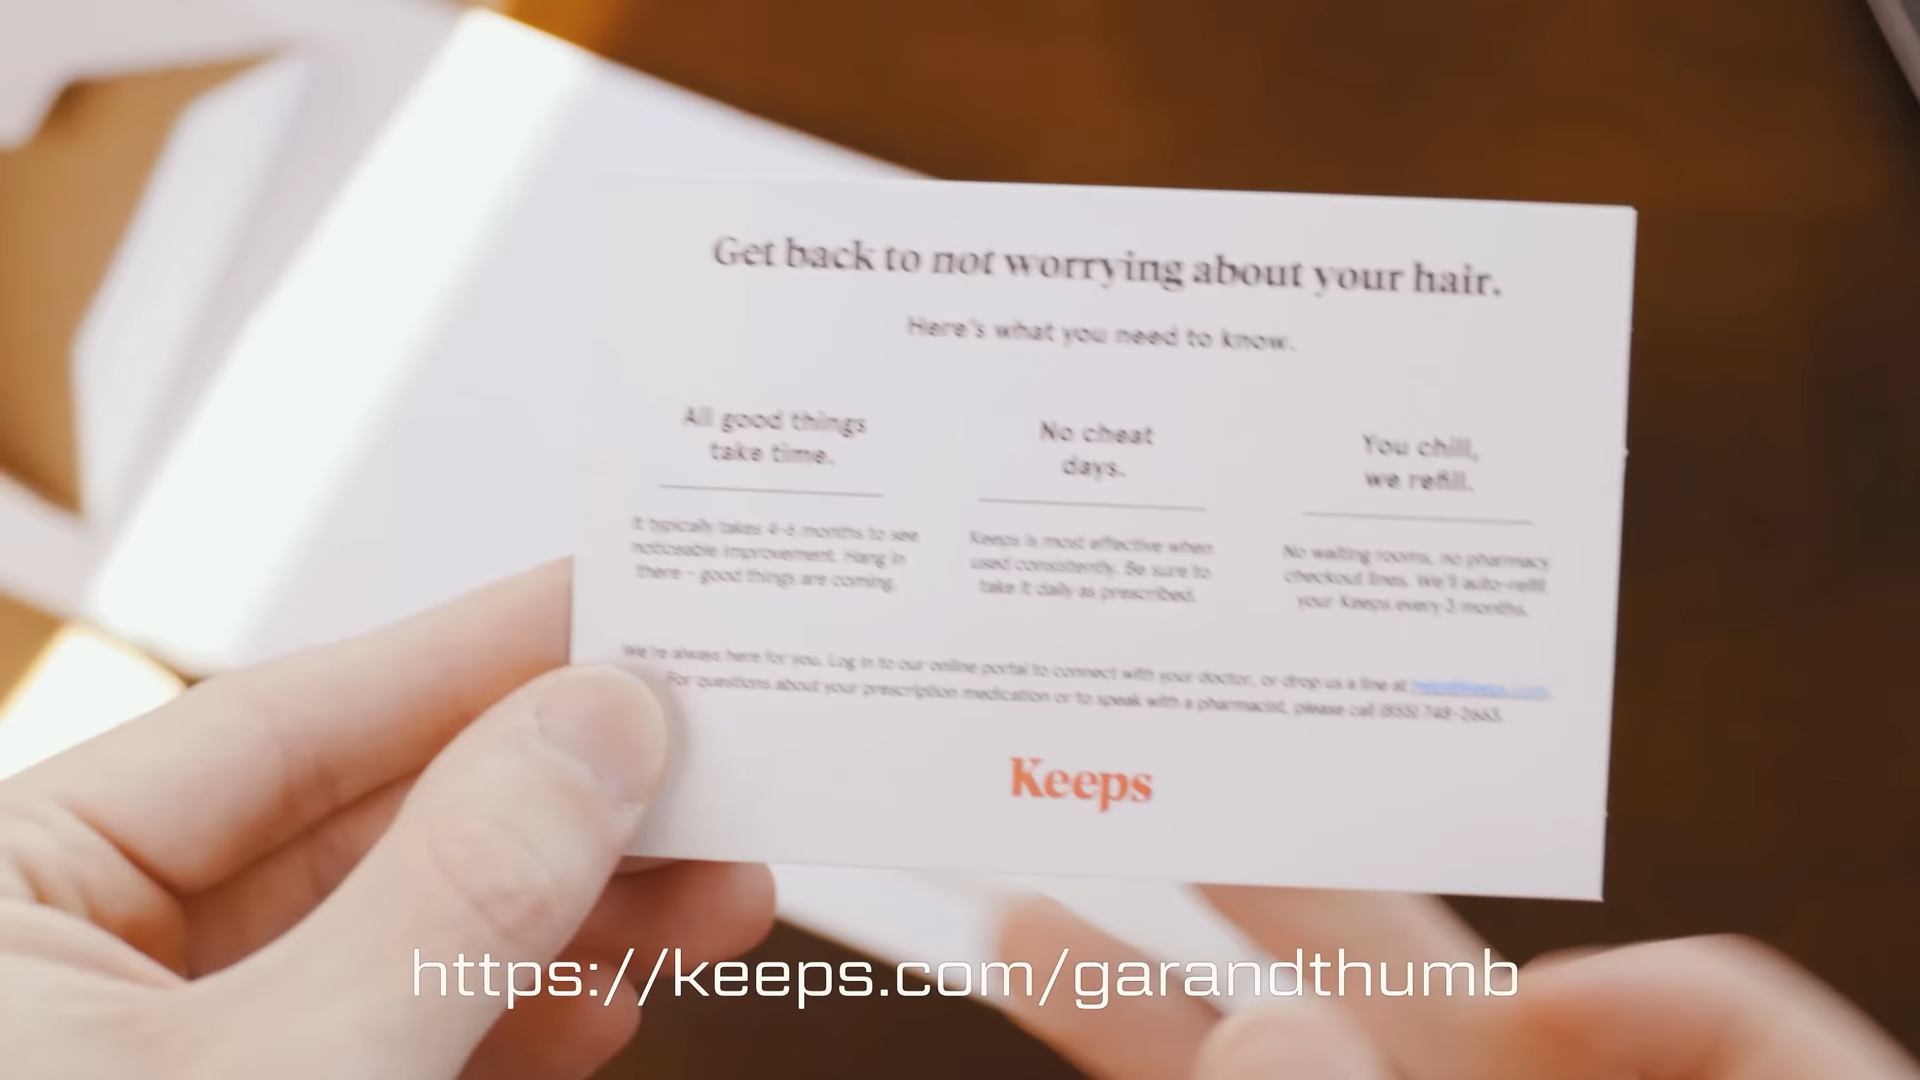 Get back to not worrying about your hair.
Here's what you need to know.
All good things
take time.
It typically takes 4-6 months to see
noticeable improvement. Hang in
there – good things are coming.
No cheat
days.
Keeps is most effective when
used consistently. Be sure to
take it daily as prescribed.
You chill,
we refill.
No waiting rooms, no pharmacy
checkout lines. We'll auto-refill
your Keeps every 3 months.
We're always here for you. Log in to our online portal to connect with your doctor, or drop us a line at
For questions about your prescription medication or to speak with a pharmacist, please call (855) 748-2663.
Keeps
https://keeps.com/garandthumb